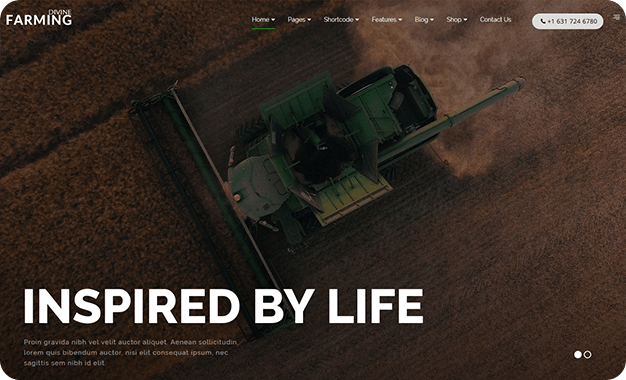 DIVINE
FARMING
Home Pages Shortcode Features Blog Shop Contact Us
+1 631 724 6780
INSPIRED BY LIFE
Proin gravida nibh vel velit auctor aliquet. Aenean sollicitudin,
lorem quis bibendum auctor, nisi elit consequat ipsum, nec
sagittis sem nibh id elit.